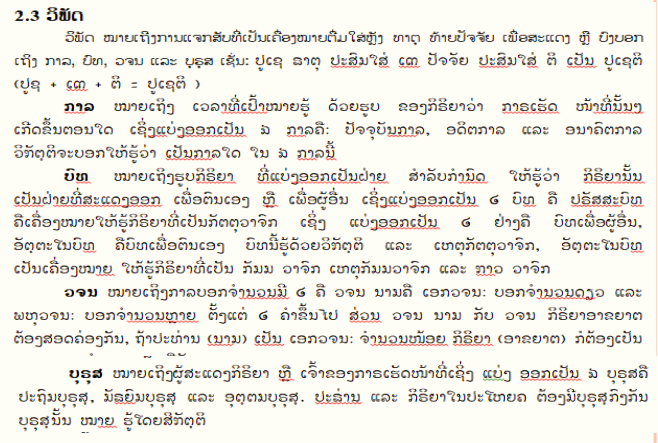 2.3 ວິພັດ
ວິພັດ ໝາຍເຖິງການແຈກສັບທີ່ເປັນເຄື່ອງໝາຍຕື່ມໃສ່ຫຼັງ ທາຕຸ ທ້າຍປັຈຈັຍ ເພື່ອສະແດງ ຫຼື ບົ່ງບອກ
ເຖິງ ກາລ, ບົທ, ວຈນ ແລະ ບຸຣຸສ ເຊັ່ນ: ປູເຊ ທາຕຸ ປະສົມໃສ່ ເຓ ປັຈຈັຍ ປະສົມໃສ່ ຕິ ເປັນ ປູເຊຕິ
(ປູຊ + ເຓ + ຕິ = ປູເຊຕິ )
ກາລ ໝາຍເຖິງ ເວລາທີ່ເປົ້າໝາຍຮູ້ ດ້ວຍຮູບ ຂອງກິຣິຍາວ່າ ການເຮັດ ໜ້າທີ່ນັ້ນໆ
ເກີດຂຶ້ນຕອນໃດ ເຊິ່ງແບ່ງອອກເປັນ ໓ ກາລຄື: ປັຈຈຸບັນກາລ, ອດິຕກາລ ແລະ ອນາຄົຕກາລ
ວິກັຕຕິຈະບອກໃຫ້ຮູ້ວ່າ ເປັນກາລໃດ ໃນ ໓ ກາລນີ້
ບົທ ໝາຍເຖິງຮູບກິຣິຍາ ທີ່ແບ່ງອອກເປັນຝ່າຍ ສຳລັບກຳນົດ ໃຫ້ຮູ້ວ່າ ກິຣິຍານັ້ນ
ເປັນຝ່າຍທີ່ສະແດງອອກ ເພື່ອຕົນເອງ ຫຼື ເພື່ອຜູ້ອື່ນ ເຊິ່ງແບ່ງອອກເປັນ ໒ ບົທ ຄື ປຣັສສະບົທ
ຄືເຄື່ອງໝາຍໃຫ້ຮູ້ກິຣິຍາທີ່ເປັນກັຕຕຸວາຈົກ ເຊິ່ງ ແບ່ງອອກເປັນ ໒ ຢ່າງຄື ບົທເພື່ອຜູ້ອື່ນ,
ອັຕຕະໂນບົທ ຄືບົທເພື່ອຕົນເອງ ບົທນີ້ຮູ້ດ້ວຍວິກັຕຕິ ແລະ ເຫຕຸກັຕຕຸວາຈົກ, ອັຕຕະໂນບົທ
ເປັນເຄື່ອງໝາຍ ໃຫ້ຮູ້ກິຣິຍາທີ່ເປັນ ກັມມ ວາຈົກ ເຫຕຸກັມມວາຈົກ ແລະ ກາວ ວາຈົກ
ວຈນ ໝາຍເຖິງກາລບອກຈຳນວນມີ ໒ ຄື ວຈນ ນາມຄື ເອກວຈນະ ບອກຈຳນວນດຽວ ແລະ
ພຫຸວຈນະ ບອກຈຳນວນຫຼາຍ ຕັ້ງແຕ່ ໒ ຄຳຂຶ້ນໄປ ສ່ວນ ວຈນ ນາມ ກັບ ວຈນ ກິຣິຍາອາຂຍາຕ
ຕ້ອງສອດຄ່ອງກັນ, ຖ້າປະທ່ານ (ນາມ) ເປັນ ເອກວຈນະ ຈຳນວນໜ້ອຍ ກິຣິຍາ (ອາຂຍາຕ) ກໍຕ້ອງເປັນ
ບຸຣຸສ ໝາຍເຖິງຜູ້ສະແດງກິຣິຍາ ຫຼື ເຈົ້າຂອງການເຮັດໜ້າທີ່ເຊິ່ງ ແບ່ງ ອອກເປັນ ໓ ບຸຣຸສຄື
ປະຖົມບຸຣຸສ, ມັຊຌິມບຸຣຸສ ແລະ ອຸຕຕມບຸຣຸສ. ປະລ່ານ ແລະ ກິຣິຍາໃນປະໂຫຍຄ ຕ້ອງມີບຸຣຸສກົງກັນ
ບຸຣຸສນັ້ນ ໝາຍ ຮູ້ໂດຍວິກັຕຕິ